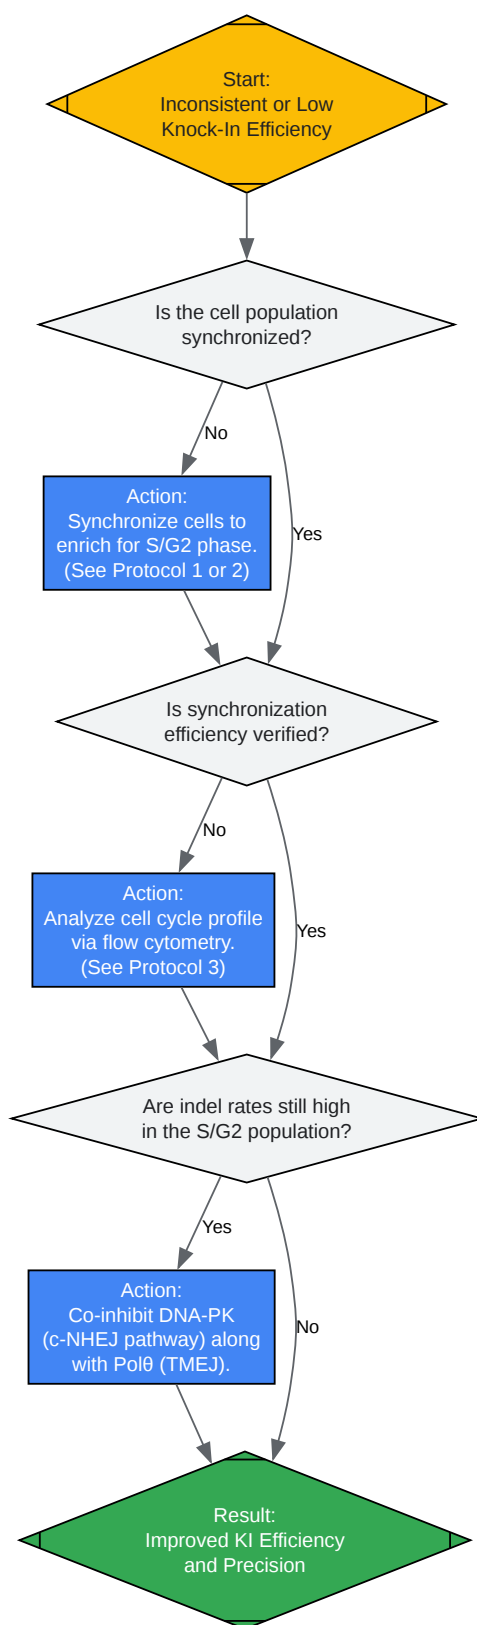 Start:
Inconsistent or Low
Knock-In Efficiency
Is the cell population
synchronized?
No
Yes
Action:
Synchronize cells to
enrich for S/G2 phase.
(See Protocol 1 or 2)
Is synchronization
efficiency verified?
No
Yes
Action:
Analyze cell cycle profile
via flow cytometry.
(See Protocol 3)
Are indel rates still high
in the S/G2 population?
Yes
No
Action:
Co-inhibit DNA-PK
(c-NHEJ pathway) along
with Polθ (TMEJ).
Result:
Improved KI Efficiency
and Precision